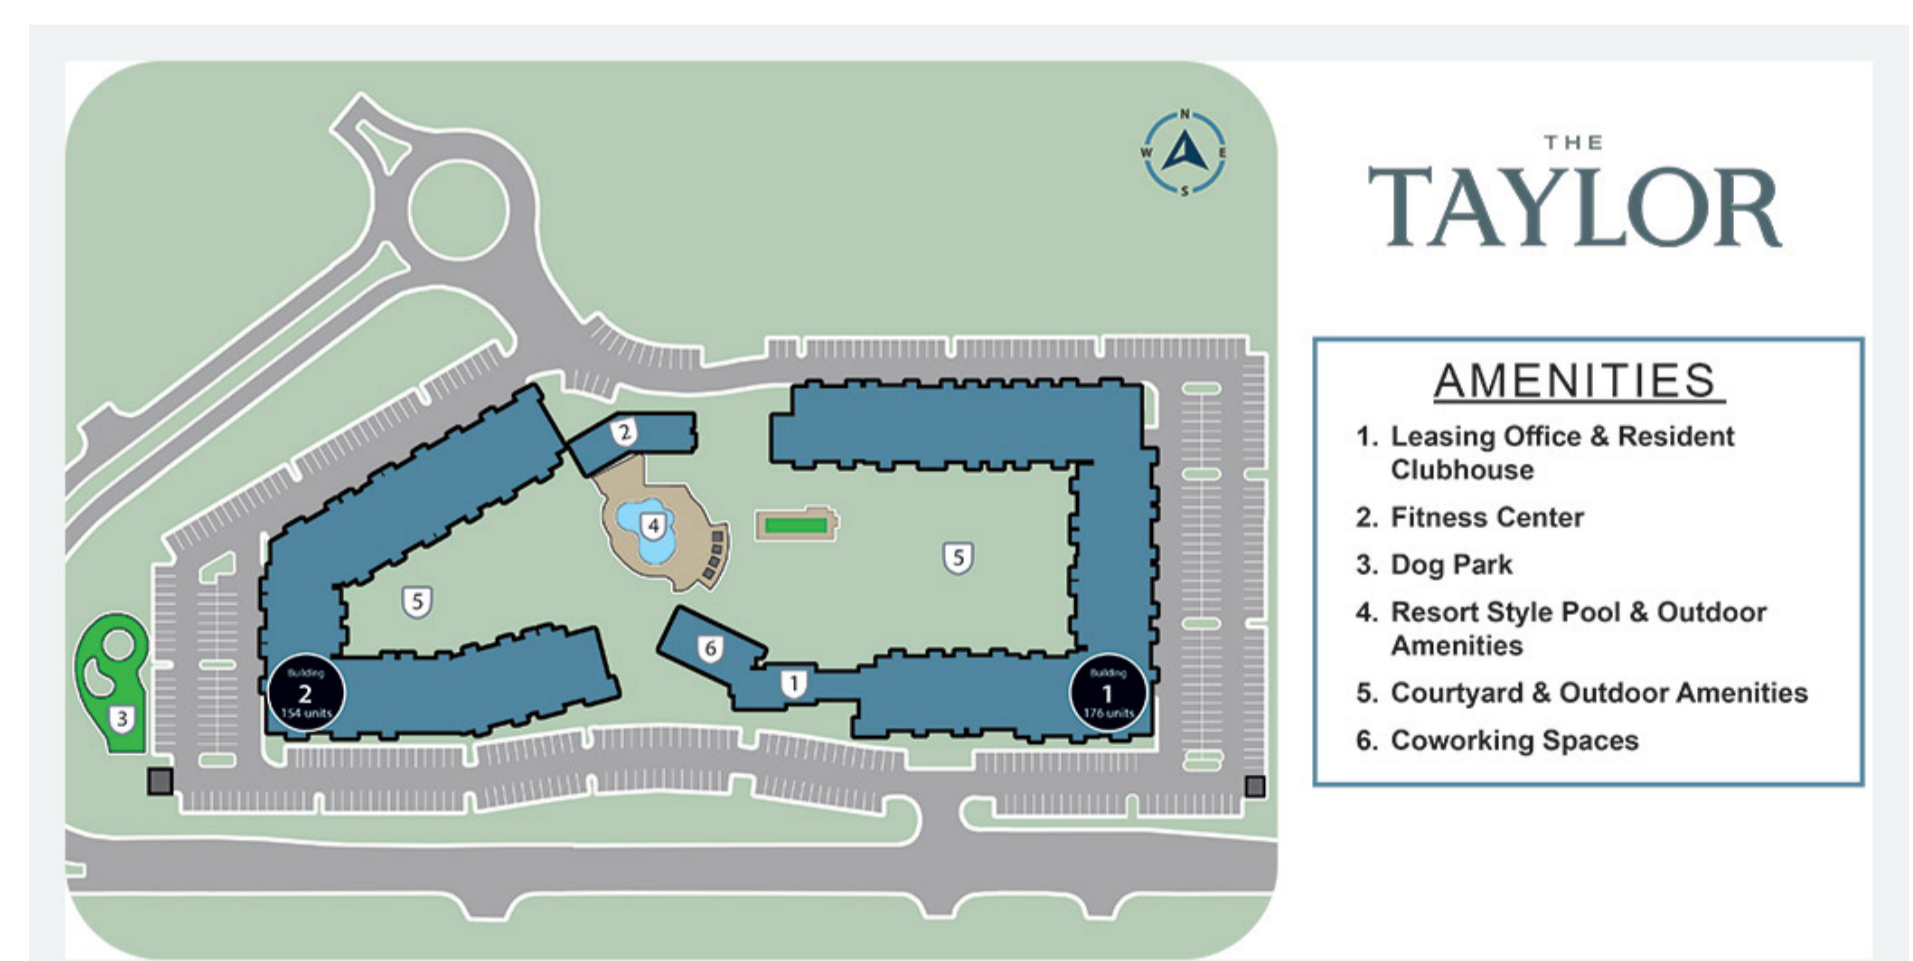 N
W E
S
THE
TAYLOR
AMENITIES
1. Leasing Office & Resident
Clubhouse
2. Fitness Center
3. Dog Park
4. Resort Style Pool & Outdoor
Amenities
5. Courtyard & Outdoor Amenities
6. Coworking Spaces
2
4
5
5
6
1
3
Building
2
154 units
Building
1
176 units